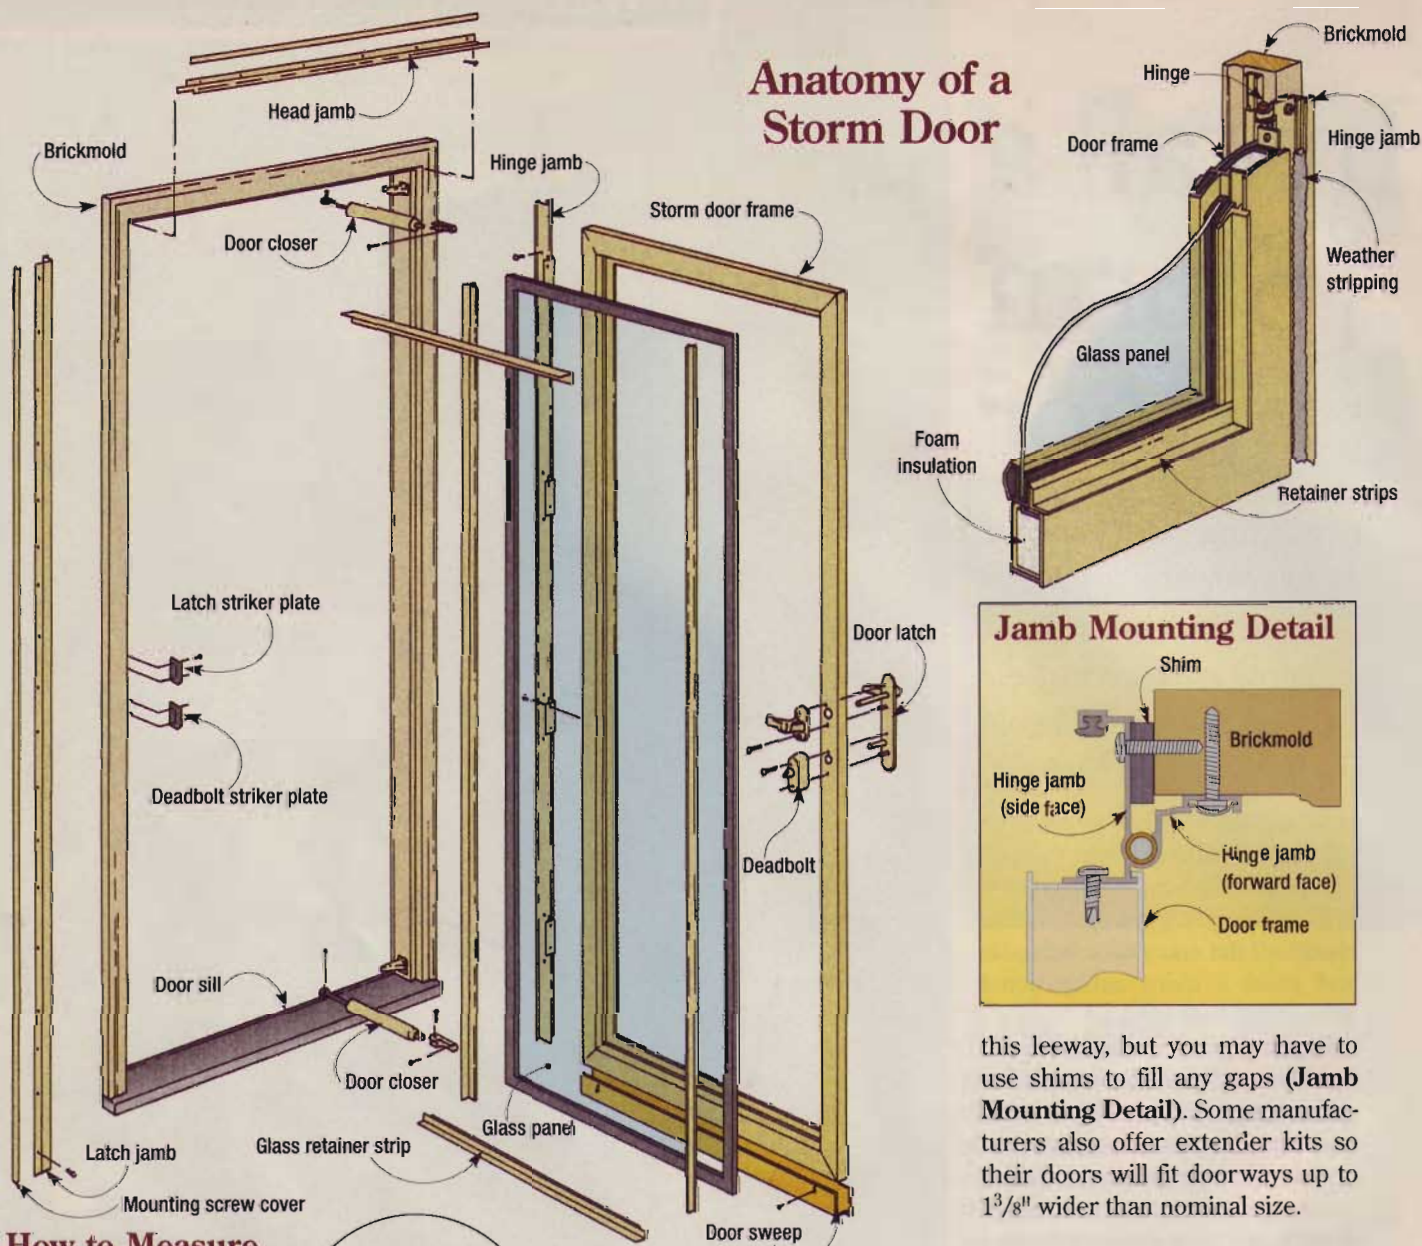 Anatomy of a
Storm Door
Head jamb
Brickmold
Hinge jamb
Door closer
Storm door frame
Latch striker plate
Deadbolt striker plate
Door latch
Deadbolt
Door sill
Door closer
Glass panel
Glass retainer strip
Latch jamb
Mounting screw cover
Door sweep
Brickmold
Hinge
Hinge jamb
Door frame
Weather
stripping
Glass panel
Foam
insulation
Retainer strips
Jamb Mounting Detail
Shim
Brickmold
Hinge jamb
(side face)
Hinge jamb
(forward face)
Door frame
this leeway, but you may have to
use shims to fill any gaps (Jamb
Mounting Detail). Some manufac-
turers also offer extender kits so
their doors will fit doorways up to
1 3/8" wider than nominal size.
How to Measure